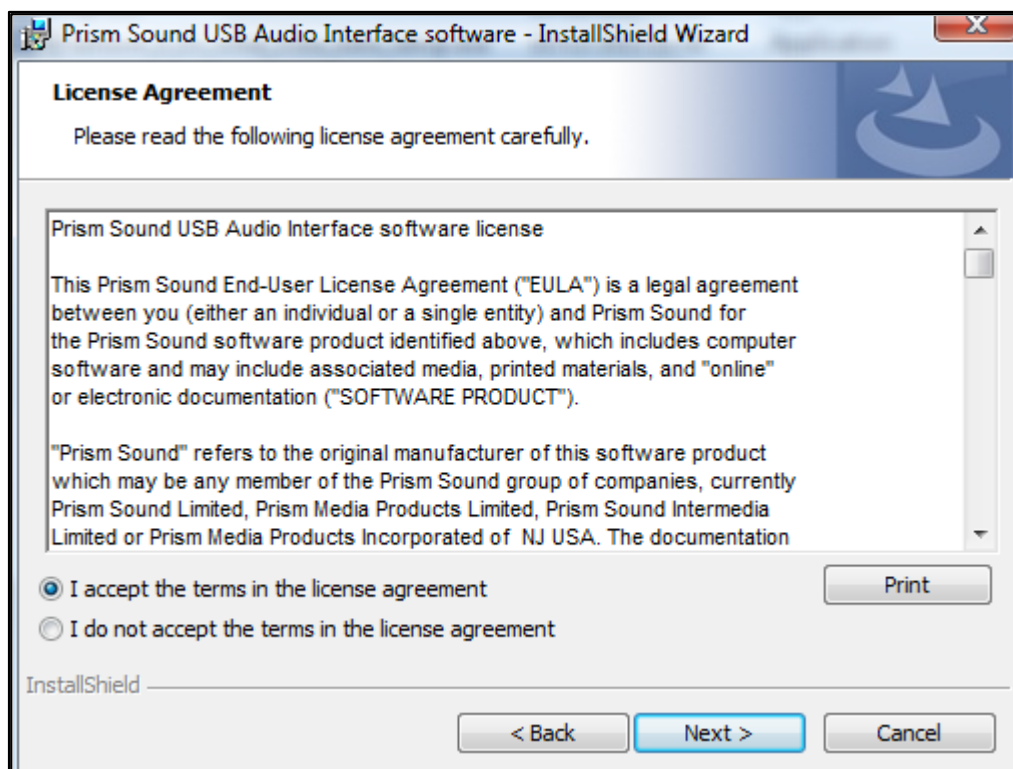 Prism Sound USB Audio Interface software - InstallShield Wizard
License Agreement
Please read the following license agreement carefully.
Prism Sound USB Audio Interface software license
This Prism Sound End-User License Agreement ("EULA") is a legal agreement
between you (either an individual or a single entity) and Prism Sound for
the Prism Sound software product identified above, which includes computer
software and may include associated media, printed materials, and "online"
or electronic documentation ("SOFTWARE PRODUCT").
"Prism Sound" refers to the original manufacturer of this software product
which may be any member of the Prism Sound group of companies, currently
Prism Sound Limited, Prism Media Products Limited, Prism Sound Intermedia
Limited or Prism Media Products Incorporated of  NJ USA. The documentation
I accept the terms in the license agreement
Print
I do not accept the terms in the license agreement
InstallShield
< Back
Next >
Cancel